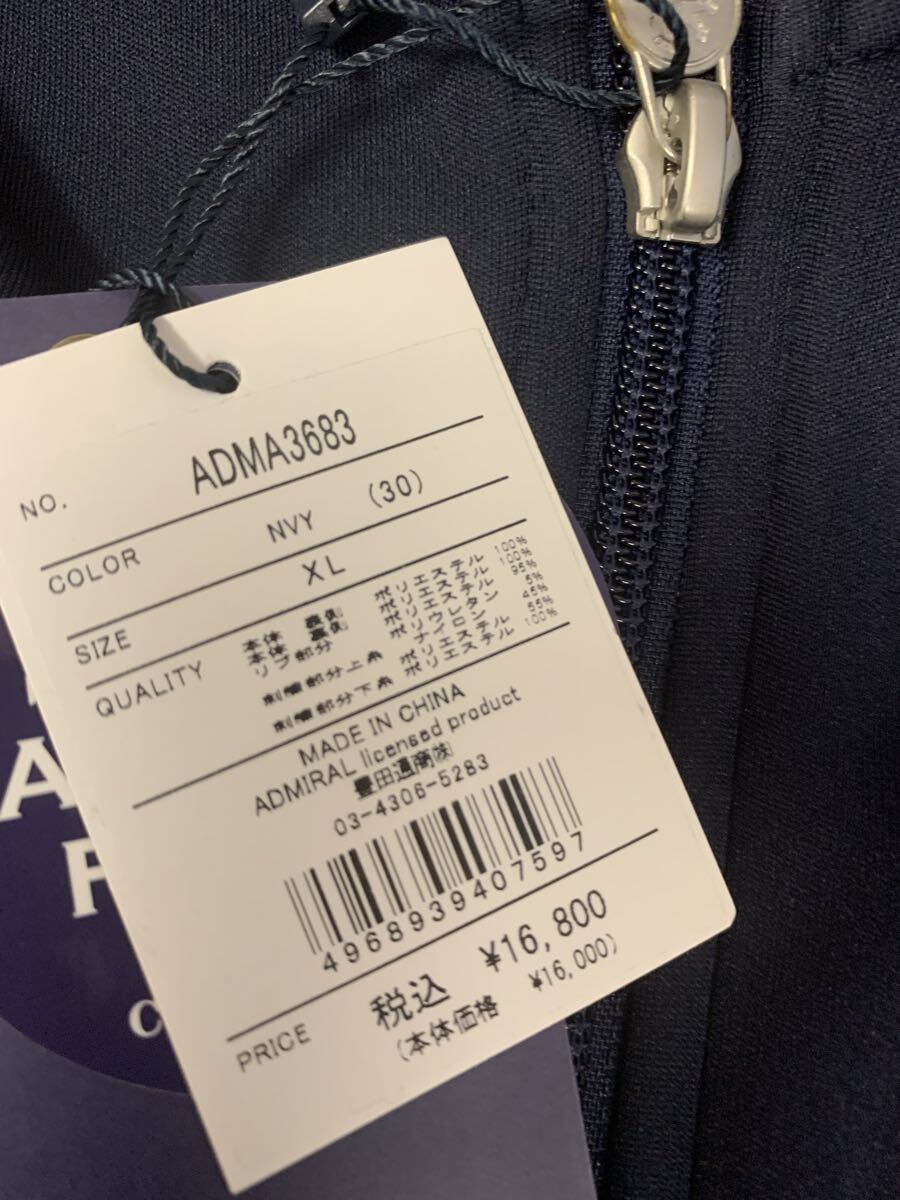 NO. ADMA3683
COLOR NVY (30)
SIZE XL
QUALITY
本体 表側 ポリエステル 100%
本体 裏側 ポリエステル 100%
リブ部分 ポリエステル 95%
ポリウレタン 5%
刺繍部分上糸 ナイロン 45%
ポリエステル 55%
刺繍部分下糸 ポリエステル 100%
MADE IN CHINA
ADMIRAL licensed product
豊田通商㈱
03-4306-5283
4968939407597
PRICE 税込 ¥16,800
(本体価格 ¥16,000)
A
F
c